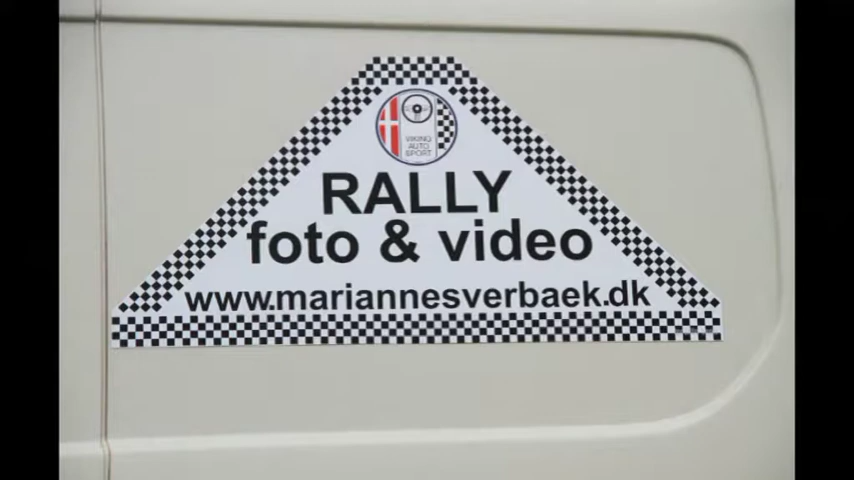 VIKING
AUTO
SPORT
RALLY
foto & video
www.mariannesverbaek.dk